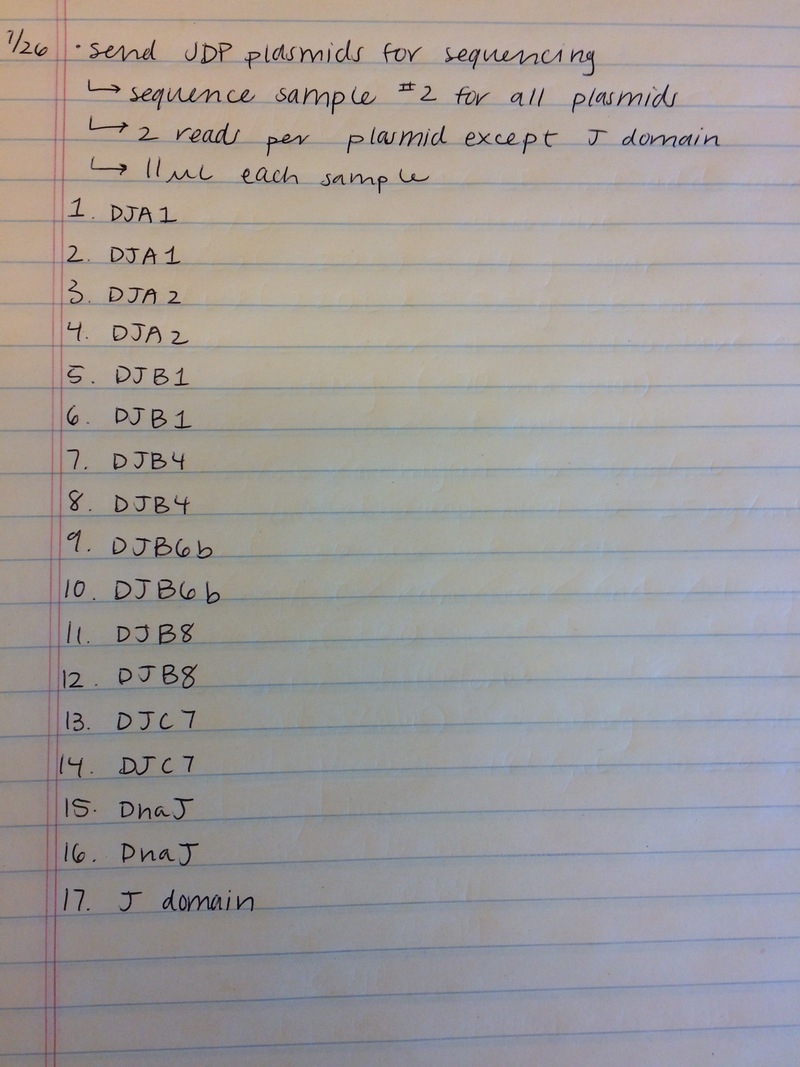 7/26 · send JDP plasmids for sequencing
↳ sequence sample #2 for all plasmids
↳ 2 reads per plasmid except J domain
↳ 11 µL each sample
1. DJA1
2. DJA1
3. DJA2
4. DJA2
5. DJB1
6. DJB1
7. DJB4
8. DJB4
9. DJB6b
10. DJB6b
11. DJB8
12. DJB8
13. DJC7
14. DJC7
15. DnaJ
16. DnaJ
17. J domain